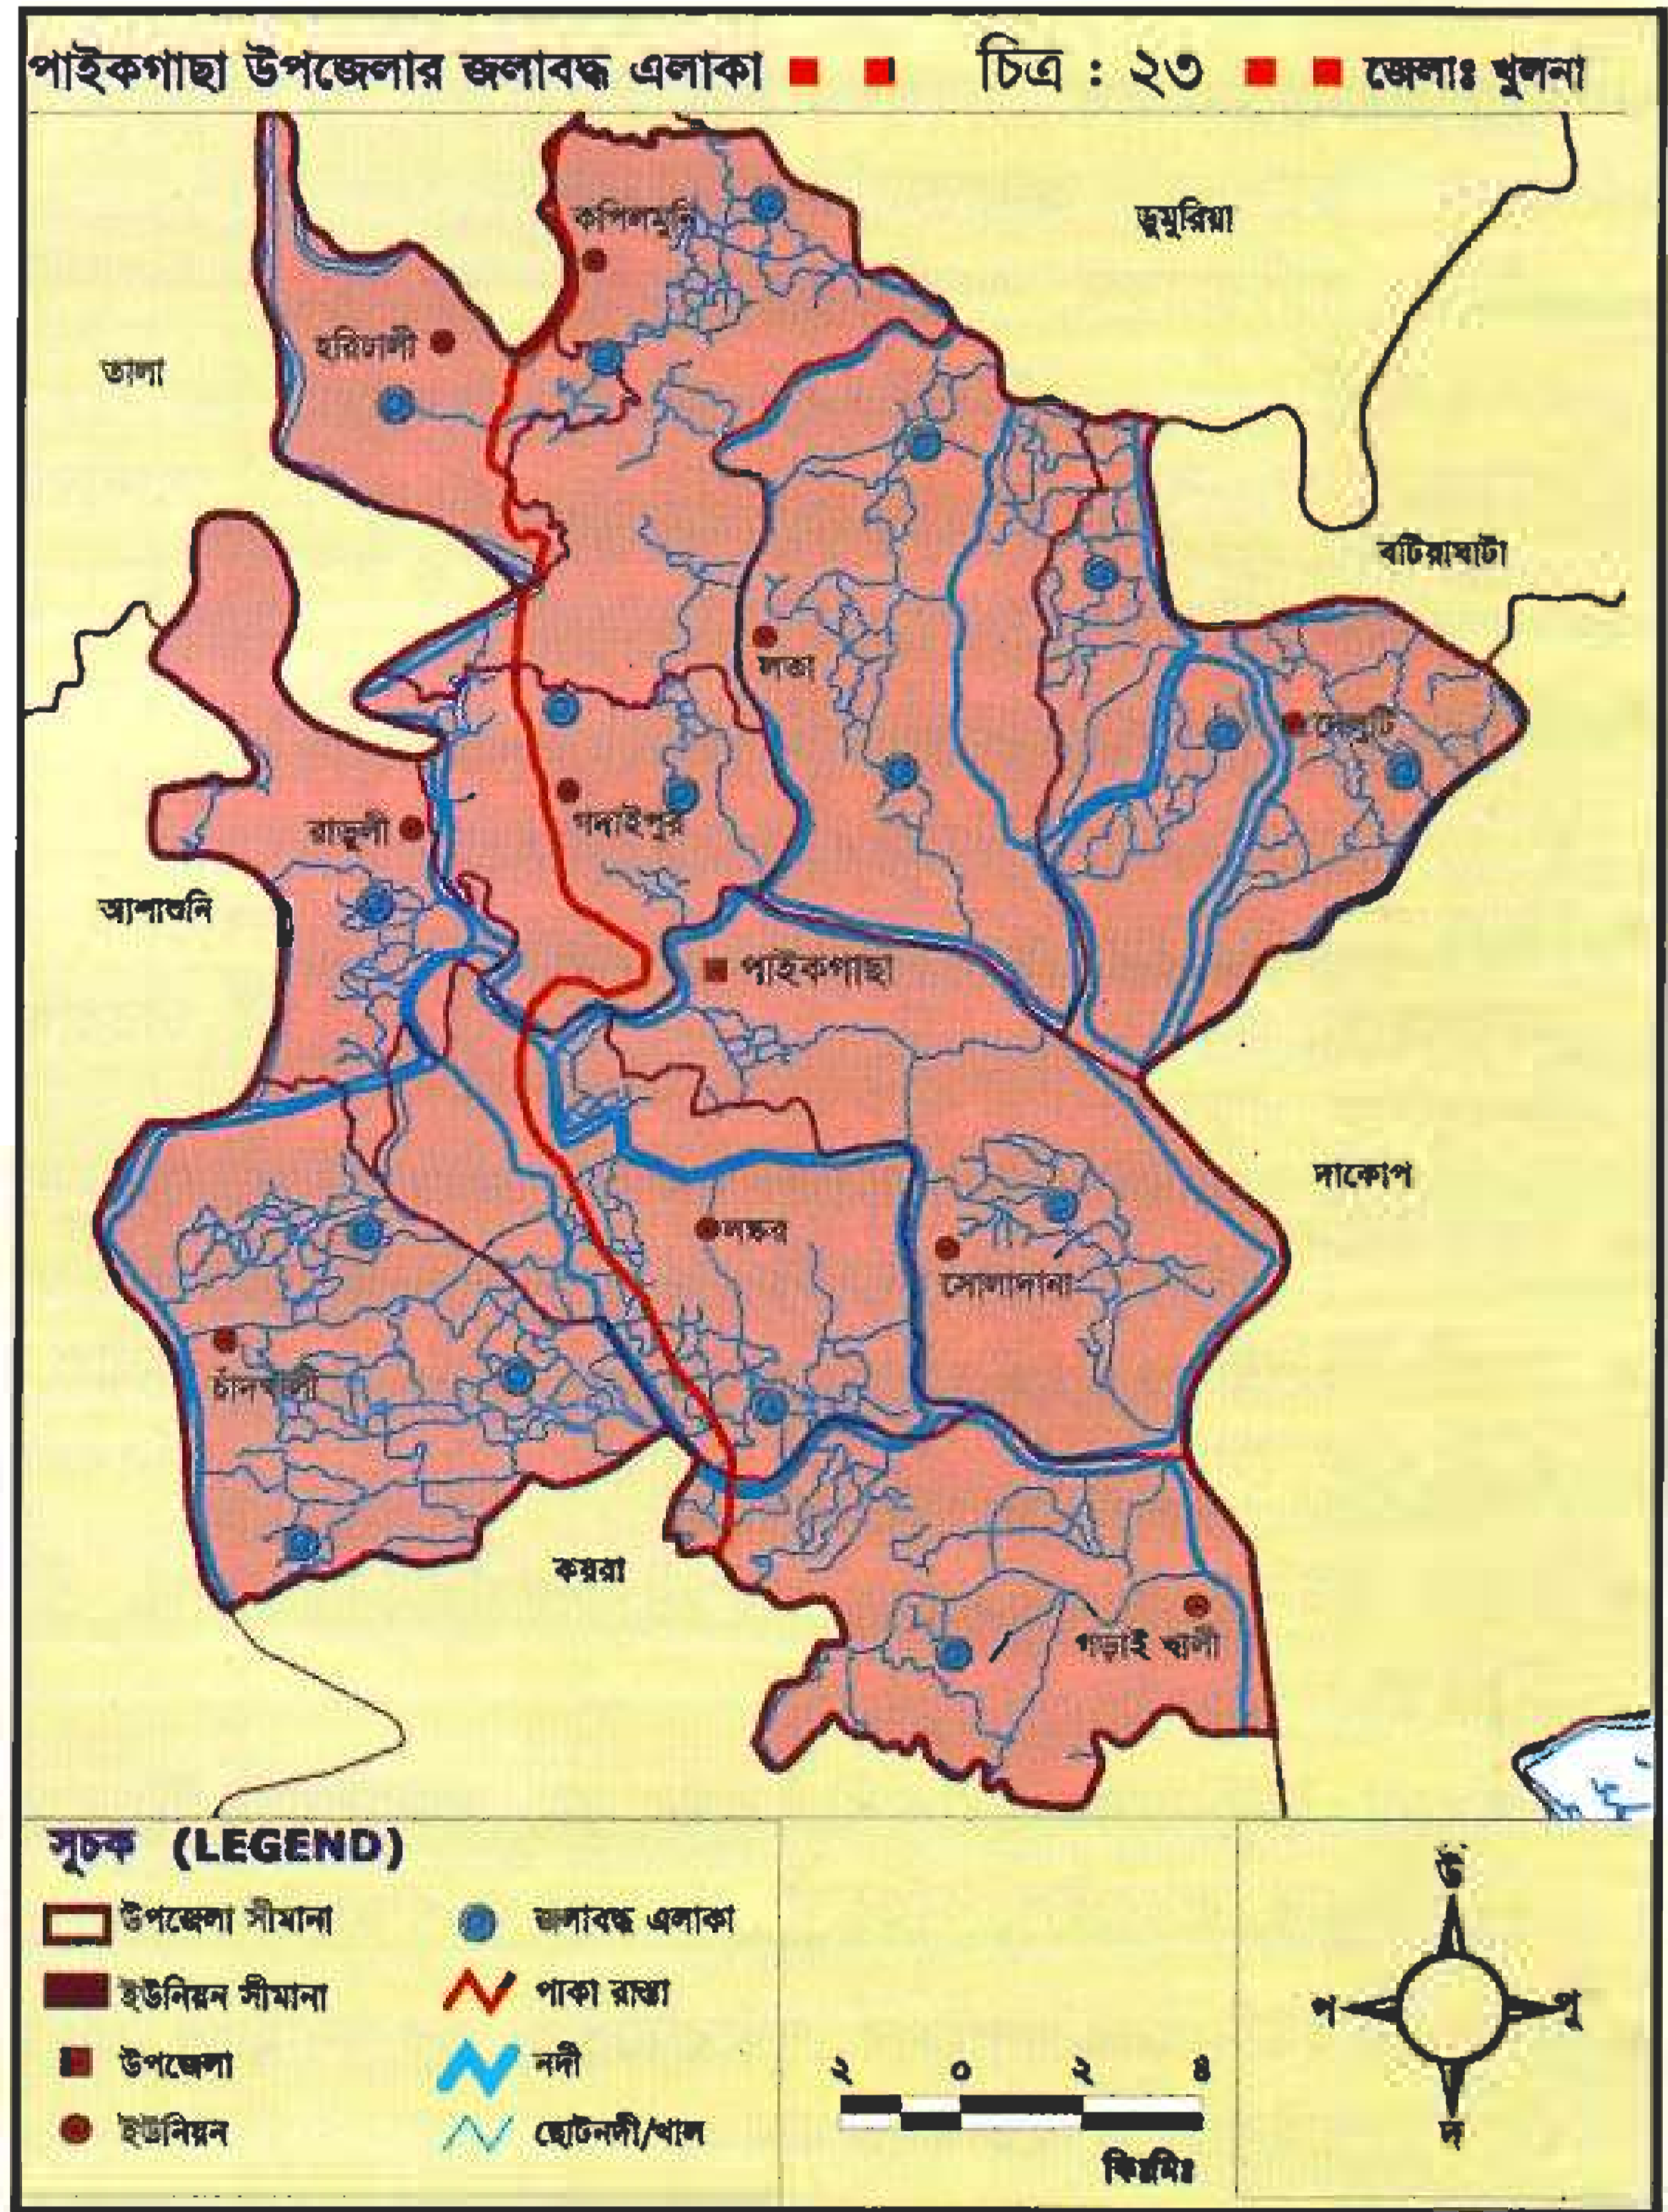 পাইকগাছা উপজেলার জলাবদ্ধ এলাকা চিত্র : ২৩ জেলাঃ খুলনা
কপিলমুনি
ডুমুরিয়া
হরিঢালী
তালা
বটিয়াঘাটা
লতা
দেলুটি
রাড়ুলী
গদাইপুর
আশাশুনি
পাইকগাছা
দাকোপ
লস্কর
সোলাদানা
চাঁদখালী
কয়রা
গড়াই খালী
সূচক (LEGEND)
উপজেলা সীমানা
জলাবদ্ধ এলাকা
ইউনিয়ন সীমানা
পাকা রাস্তা
উপজেলা
নদী
ইউনিয়ন
ছোটনদী/খাল
২ ০ ২ ৪
কিঃমিঃ
উ
প পূ
দ